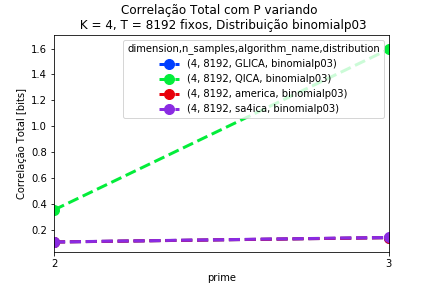 Correlação Total com P variando
K = 4, T = 8192 fixos, Distribuição binomialp03
dimension,n_samples,algorithm_name,distribution
(4, 8192, GLICA, binomialp03)
(4, 8192, QICA, binomialp03)
(4, 8192, america, binomialp03)
(4, 8192, sa4ica, binomialp03)
Correlação Total [bits]
1.6
1.4
1.2
1.0
0.8
0.6
0.4
0.2
2
3
prime